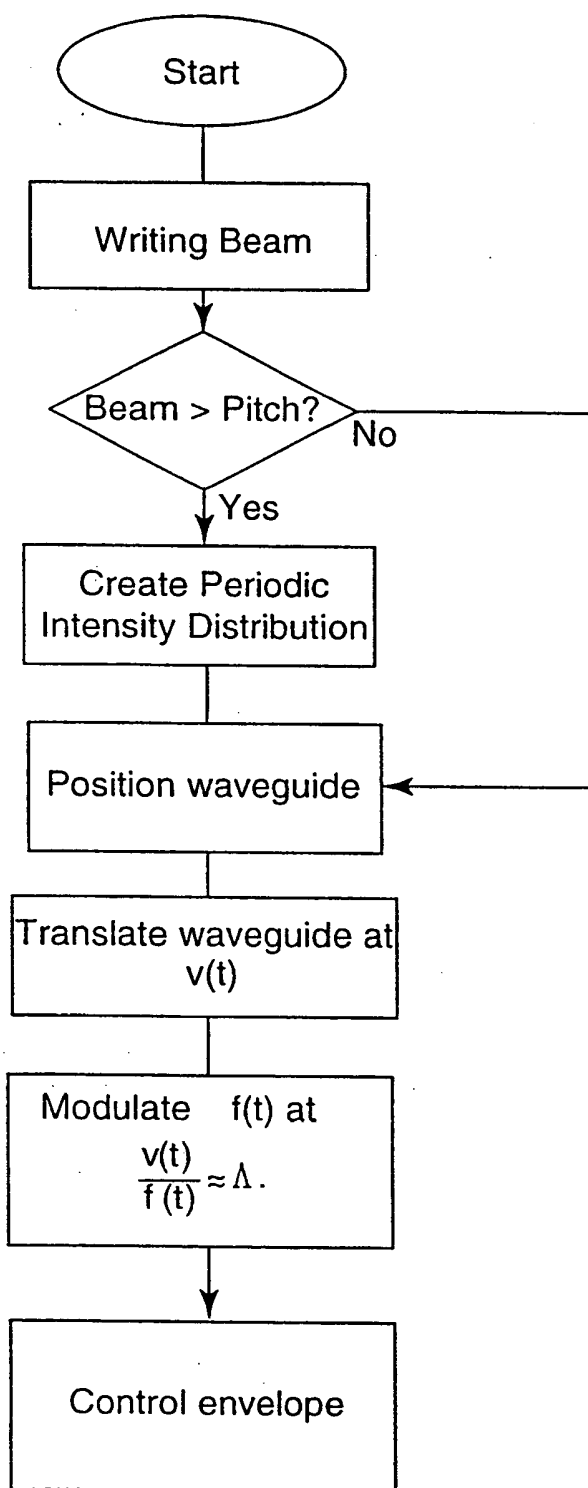 Start
Writing Beam
Beam > Pitch?
No
Yes
Create Periodic
Intensity Distribution
Position waveguide
Translate waveguide at
v(t)
Modulate f(t) at
v(t)
f (t) ≈ Λ.
Control envelope